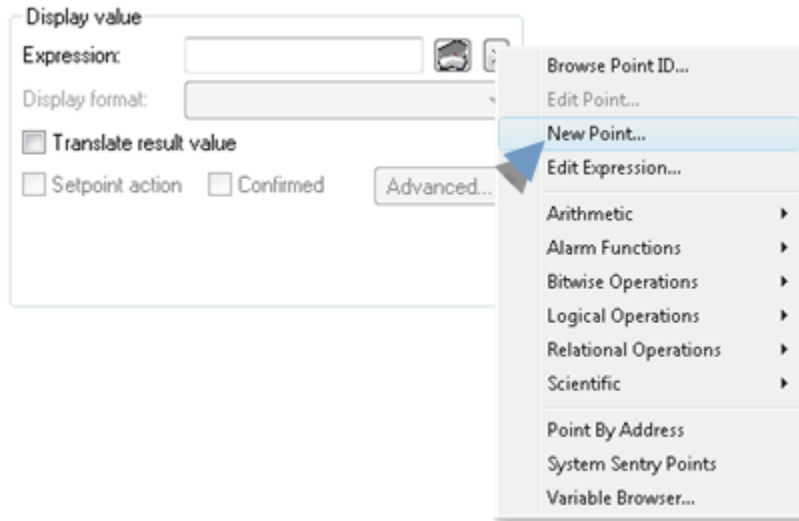 Display value
Expression:
Display format:
Translate result value
Setpoint action
Confirmed
Advanced...
Browse Point ID...
Edit Point...
New Point...
Edit Expression...
Arithmetic
Alarm Functions
Bitwise Operations
Logical Operations
Relational Operations
Scientific
Point By Address
System Sentry Points
Variable Browser...